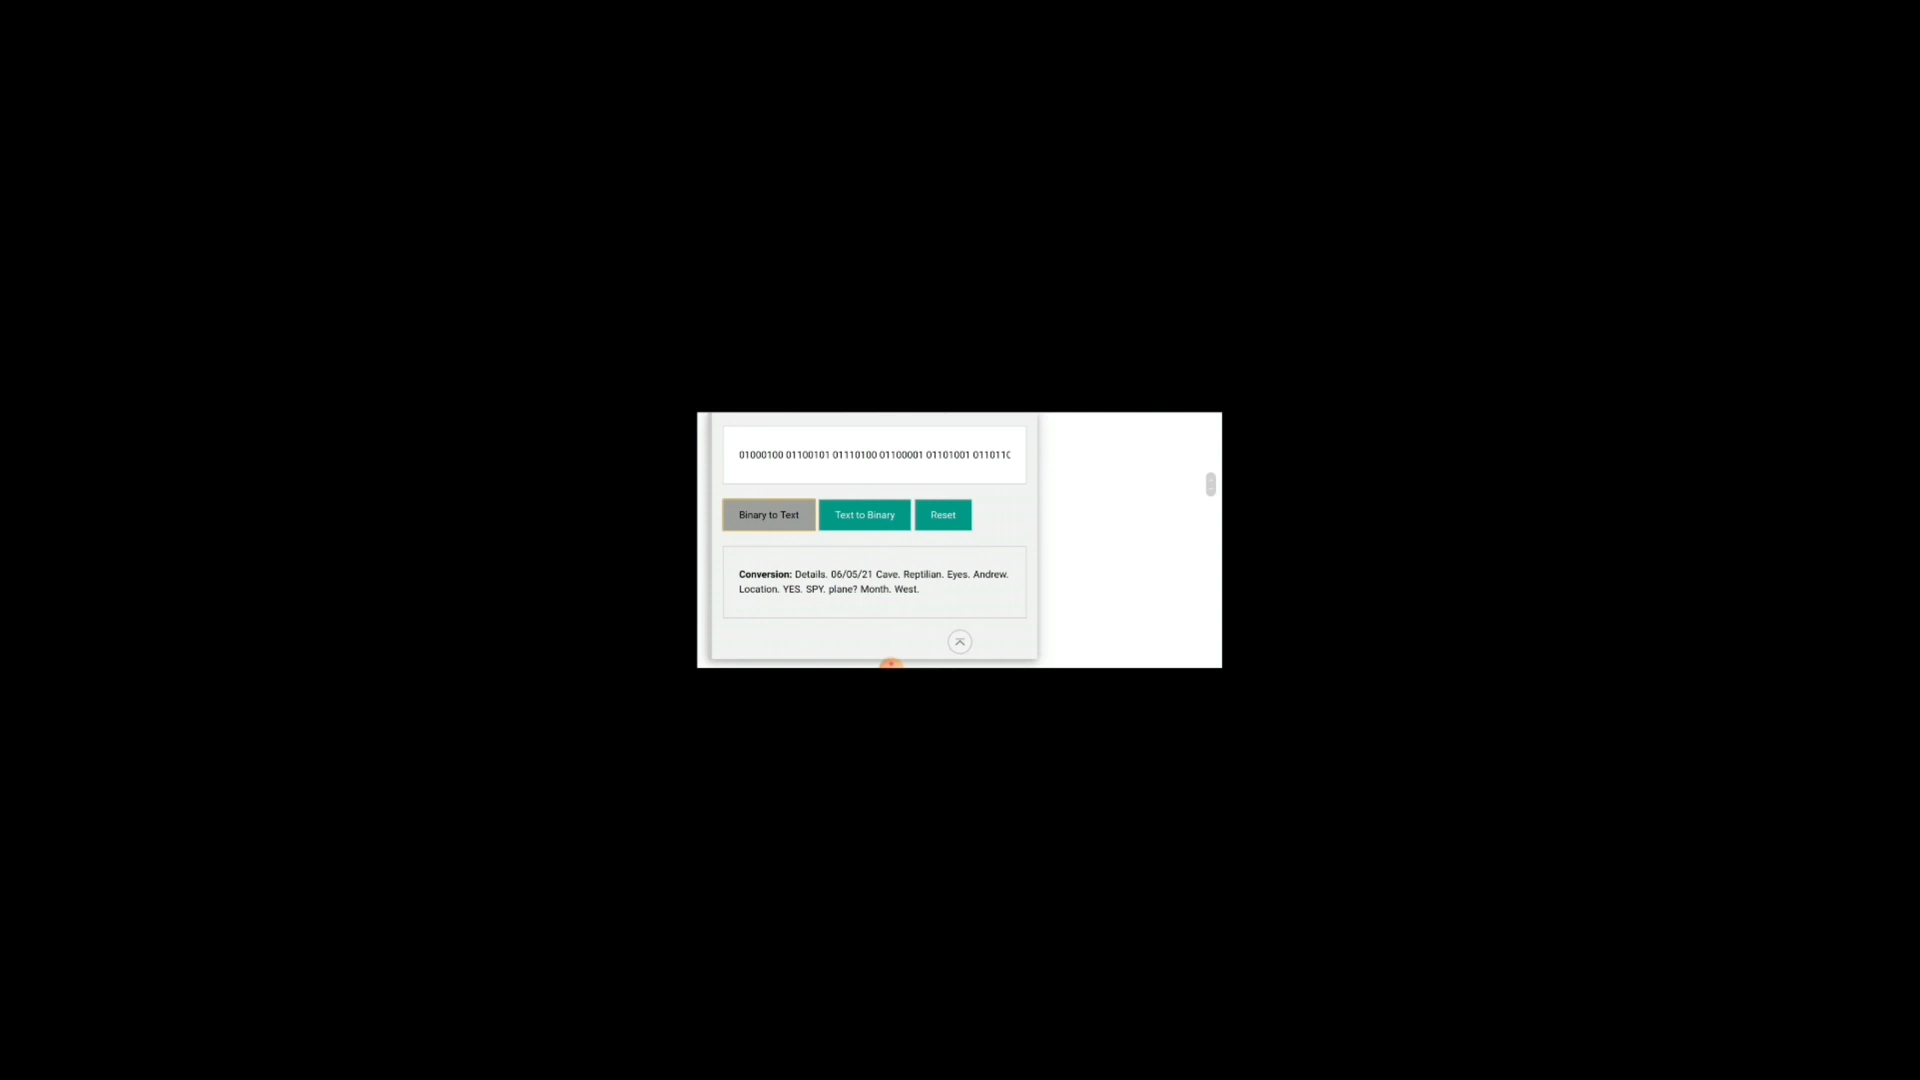 01000100 01100101 01110100 01100001 01101001 011011
Binary to Text Text to Binary Reset
Conversion: Details. 06/05/21 Cave. Reptilian. Eyes. Andrew.
Location. YES. SPY. plane? Month. West.